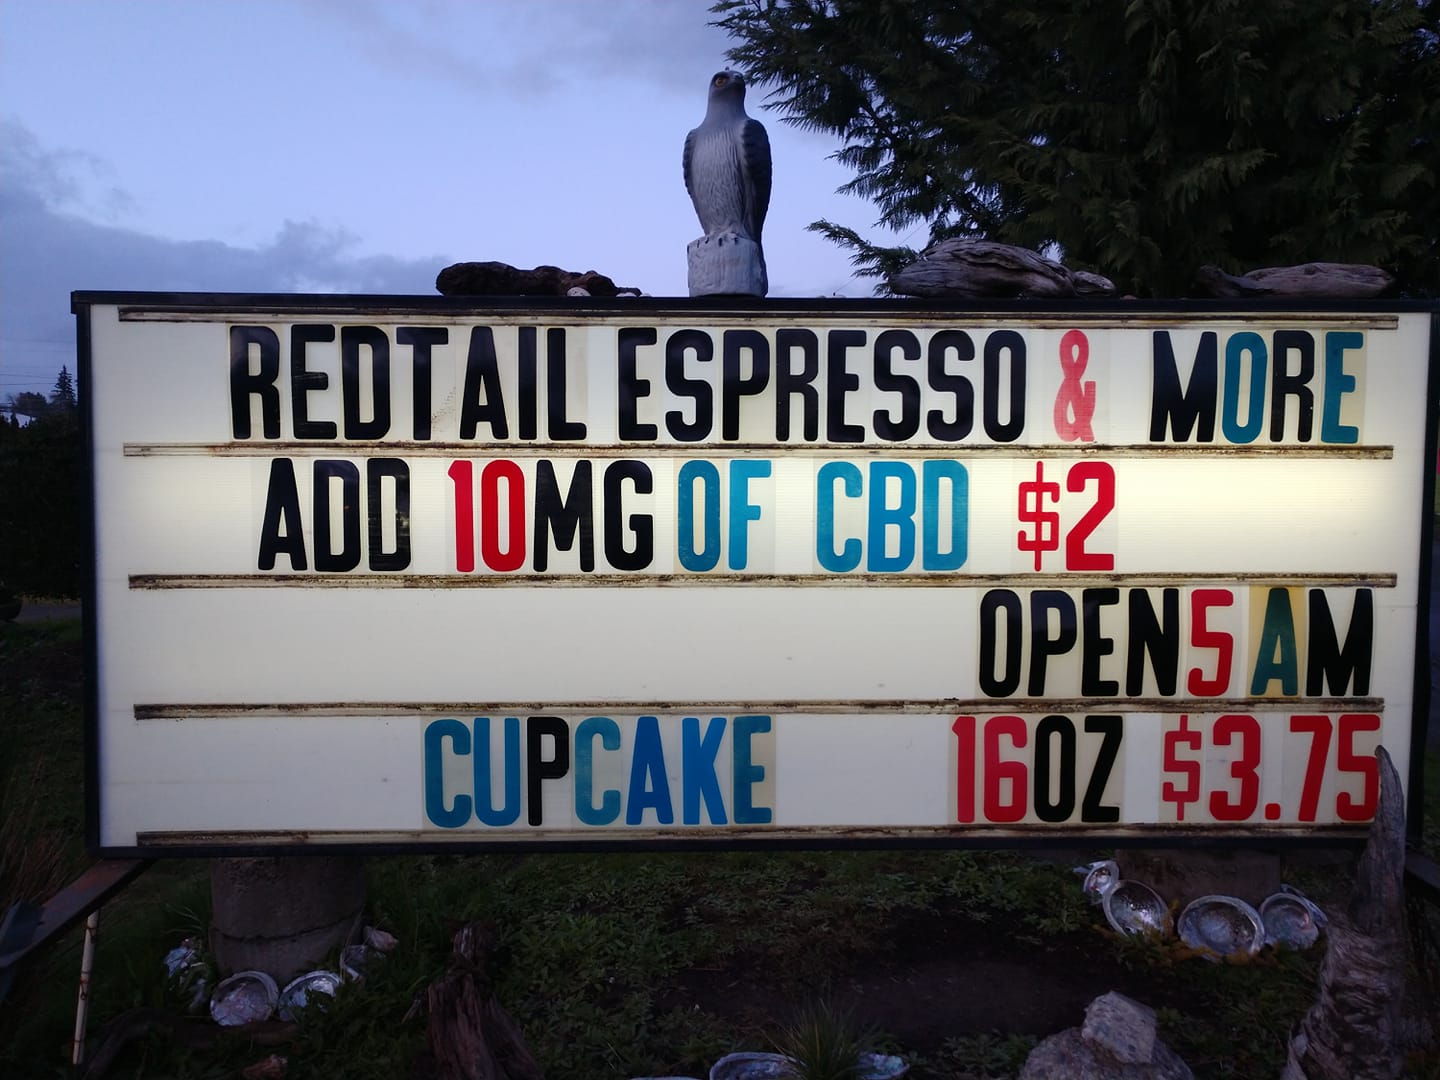 REDTAIL ESPRESSO & MORE
ADD 10MG OF CBD $2
OPEN 5 AM
CUPCAKE 16OZ $3.75